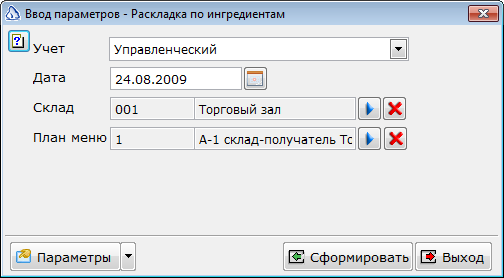 Ввод параметров - Раскладка по ингредиентам
Учет Управленческий
Дата 24.08.2009
Склад 001 Торговый зал
План меню 1 А-1 склад-получатель То
Параметры Сформировать Выход